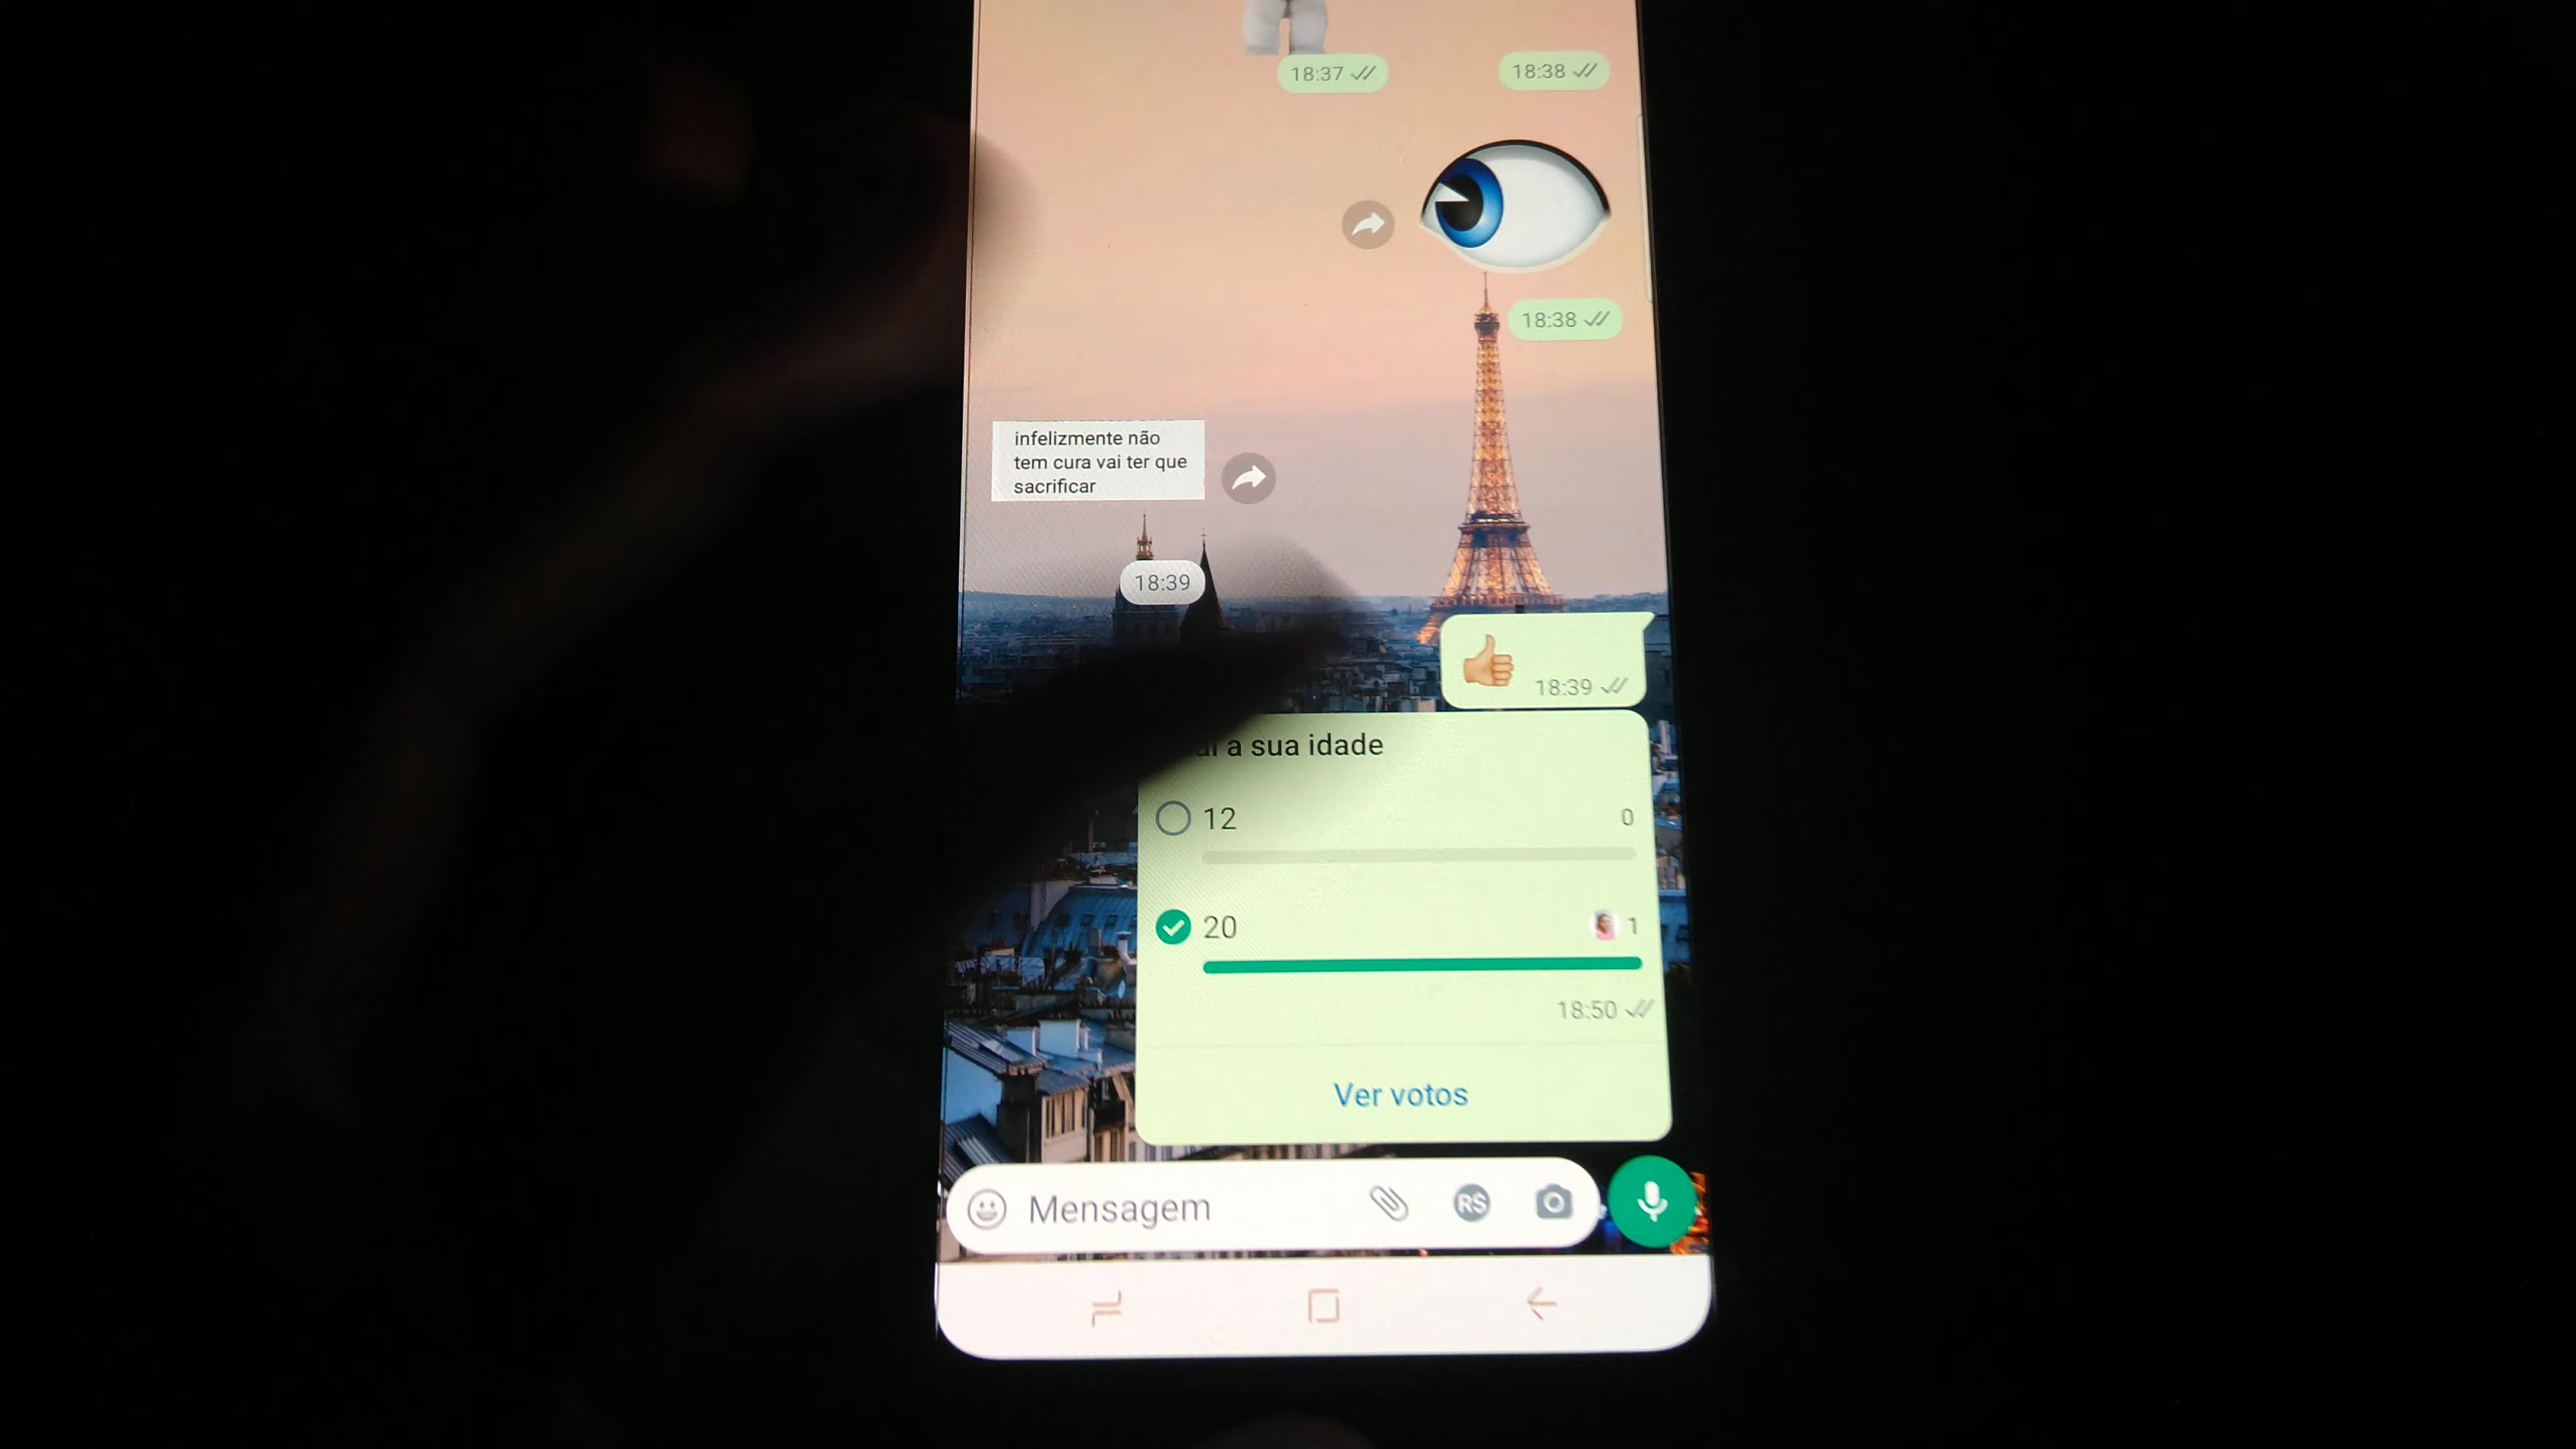 18:37
18:38
18:38
infelizmente não
tem cura vai ter que
sacrificar
18:39
18:39
a sua idade
12 0
20 1
18:50
Ver votos
Mensagem
RS